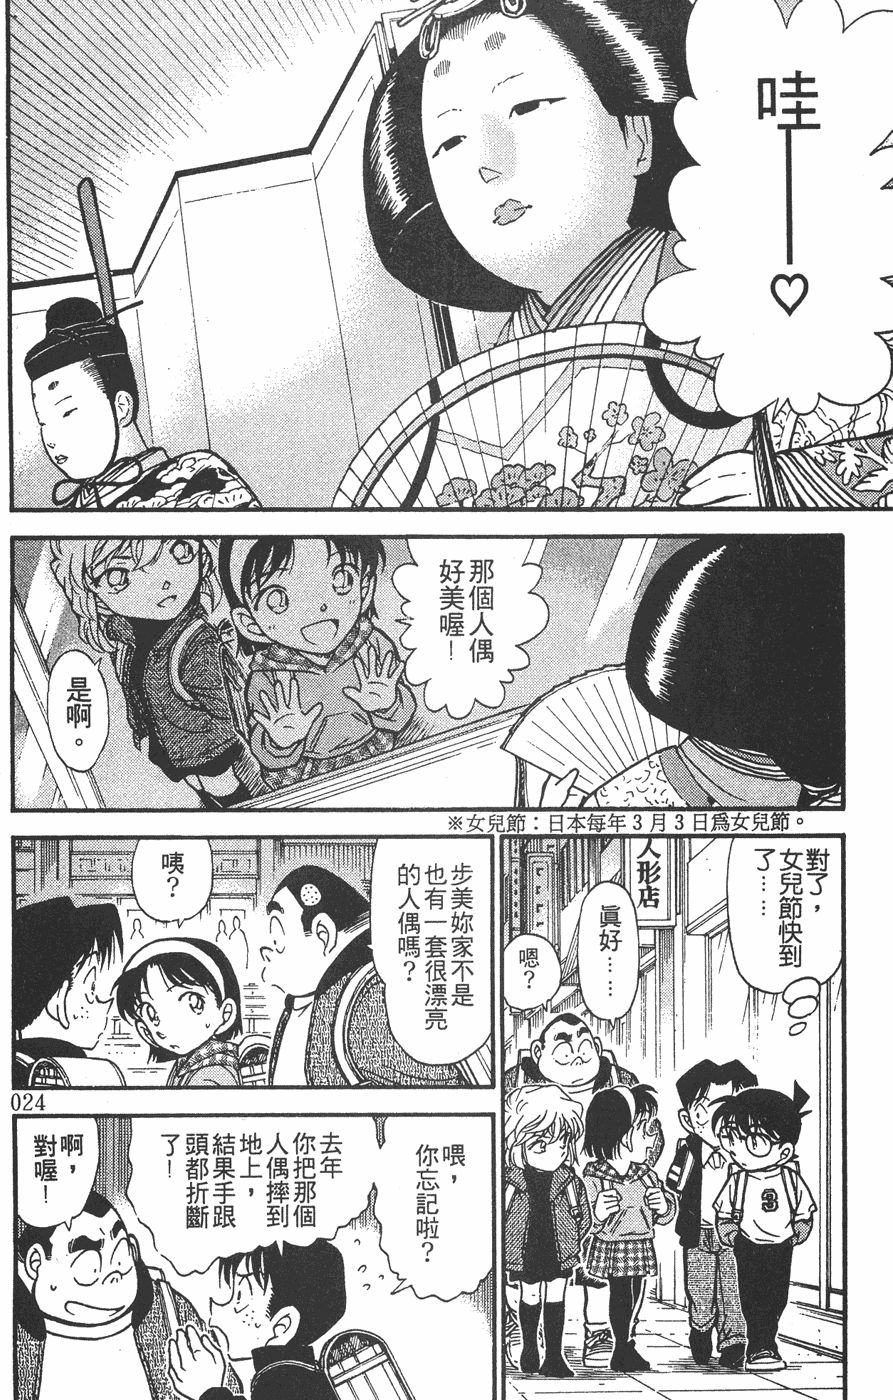 哇——♡
那個人偶
好美喔！
是啊。
※女兒節：日本每年3月3日爲女兒節。
對了，
女兒節快到
了……
人形店
眞好……
嗯？
步美妳家不是
也有一套很漂亮
的人偶嗎？
咦？
024
喂，
你忘記啦？
去年
你把那個
人偶摔到
地上，
結果手跟
頭都折斷
了！
啊，
對喔！